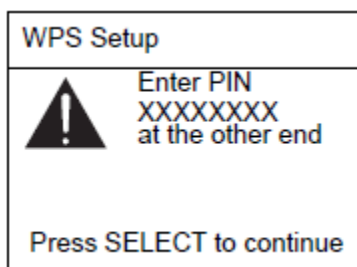 WPS Setup
Enter PIN
XXXXXXXX
at the other end
Press SELECT to continue